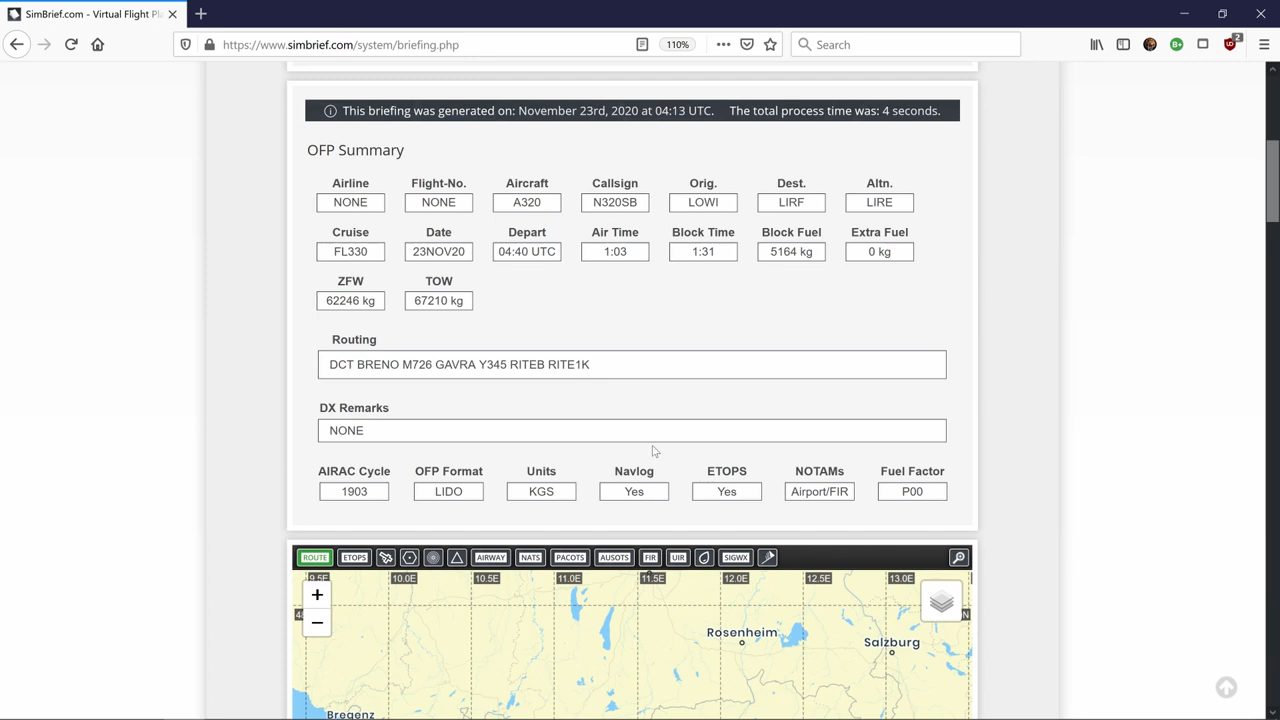 SimBrief.com - Virtual Flight Pl
https://www.simbrief.com/system/briefing.php
110%
Search
2
This briefing was generated on: November 23rd, 2020 at 04:13 UTC. The total process time was: 4 seconds.
OFP Summary
Airline Flight-No. Aircraft Callsign Orig. Dest. Altn.
NONE NONE A320 N320SB LOWI LIRF LIRE
Cruise Date Depart Air Time Block Time Block Fuel Extra Fuel
FL330 23NOV20 04:40 UTC 1:03 1:31 5164 kg 0 kg
ZFW TOW
62246 kg 67210 kg
Routing
DCT BRENO M726 GAVRA Y345 RITEB RITE1K
DX Remarks
NONE
AIRAC Cycle OFP Format Units Navlog ETOPS NOTAMs Fuel Factor
1903 LIDO KGS Yes Yes Airport/FIR P00
ROUTE ETOPS AIRWAY NATS PACOTS AUSOTS FIR UIR SIGWX
9.5E 10.0E 10.5E 11.0E 11.5E 12.0E 12.5E 13.0E
+
−
Rosenheim
Salzburg
Bregenz